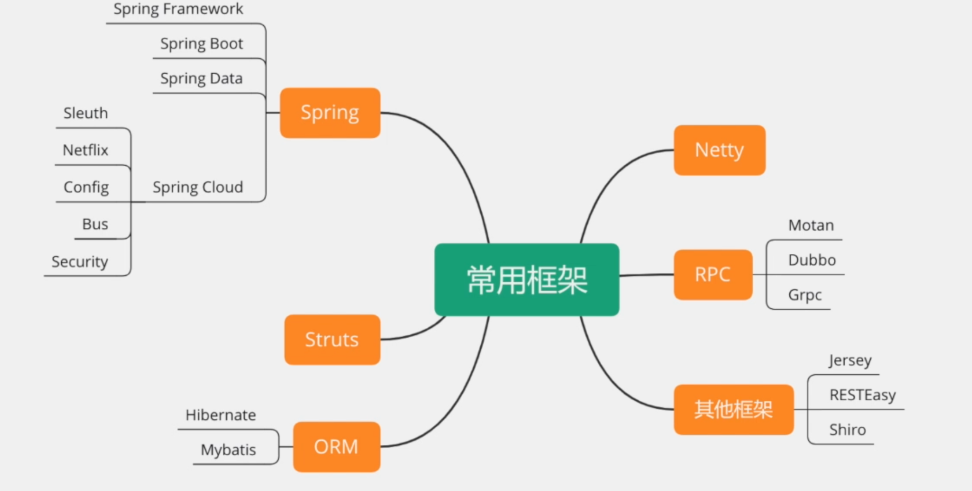 Spring Framework
Spring Boot
Spring Data
Spring
Sleuth
Netflix
Config
Spring Cloud
Bus
Security
Netty
Motan
RPC
Dubbo
Grpc
常用框架
Struts
Jersey
其他框架
RESTEasy
Shiro
Hibernate
Mybatis
ORM